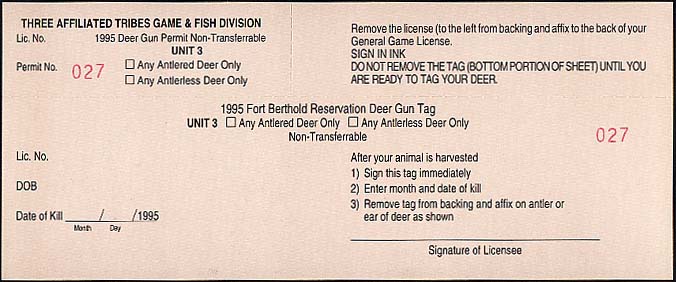 THREE AFFILIATED TRIBES GAME & FISH DIVISION
Lic. No. 1995 Deer Gun Permit Non-Transferrable
UNIT 3
Permit No. 027 ☐ Any Antlered Deer Only
☐ Any Antlerless Deer Only
Remove the license (to the left from backing and affix to the back of your
General Game License.
SIGN IN INK
DO NOT REMOVE THE TAG (BOTTOM PORTION OF SHEET) UNTIL YOU
ARE READY TO TAG YOUR DEER.
1995 Fort Berthold Reservation Deer Gun Tag
UNIT 3 ☐ Any Antlered Deer Only ☐ Any Antlerless Deer Only
Non-Transferrable
027
Lic. No.
DOB
Date of Kill ____/____/1995
Month Day
After your animal is harvested
1) Sign this tag immediately
2) Enter month and date of kill
3) Remove tag from backing and affix on antler or
ear of deer as shown
Signature of Licensee